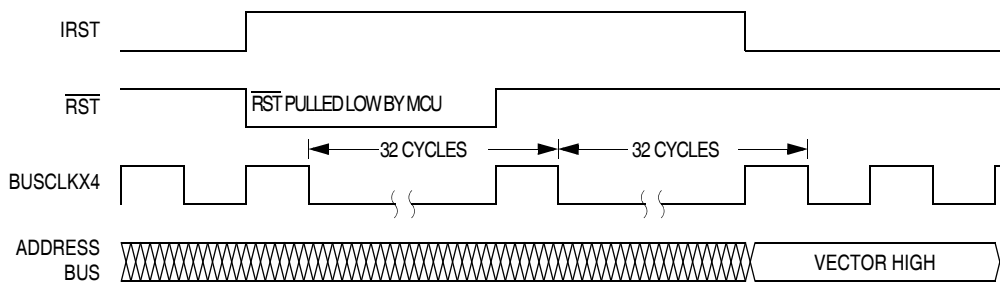 IRST
RST
RST PULLED LOW BY MCU
32 CYCLES
32 CYCLES
BUSCLKX4
ADDRESS
BUS
VECTOR HIGH